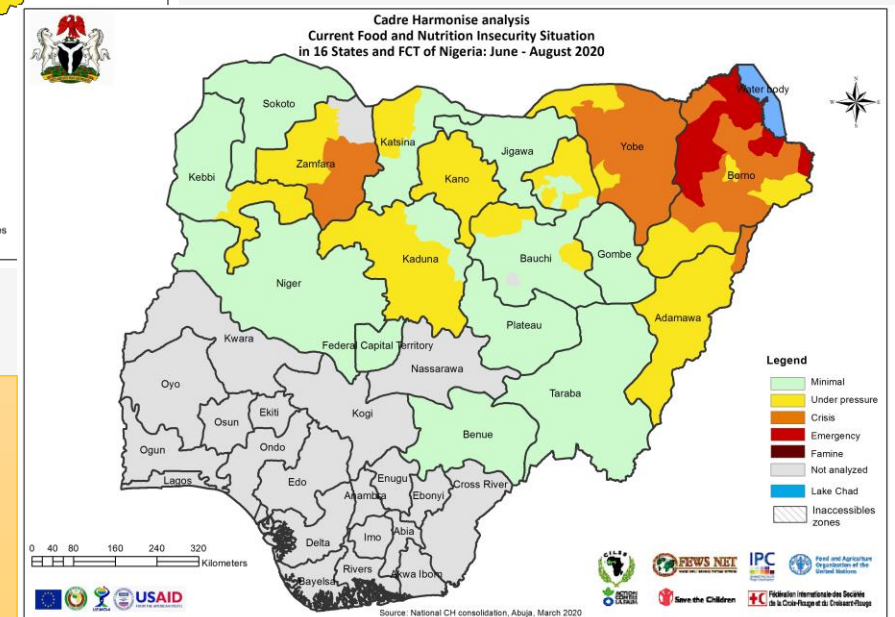 Cadre Harmonise analysis
Current Food and Nutrition Insecurity Situation
in 16 States and FCT of Nigeria: June - August 2020
Water body
Sokoto
Katsina
Jigawa
Yobe
Borno
Zamfara
Kebbi
Kano
es
Kaduna
Bauchi
Gombe
Niger
Adamawa
Plateau
Kwara
Federal Capital Territory
Nassarawa
Taraba
Oyo
Kogi
Benue
Osun
Ekiti
Ogun
Ondo
Lagos
Edo
Enugu
Anambra
Ebonyi
Cross River
Delta
Imo
Abia
Rivers
Bayelsa
Akwa Ibom
Legend
Minimal
Under pressure
Crisis
Emergency
Famine
Not analyzed
Lake Chad
Inaccessibles
zones
0 40 80 160 240 320
Kilometers
USAID
CILSS
FEWS NET
IPC
Food and Agriculture
Organization of the
United Nations
Save the Children
Fédération internationale des Sociétés
de la Croix-Rouge et du Croissant-Rouge
Source: National CH consolidation, Abuja, March 2020